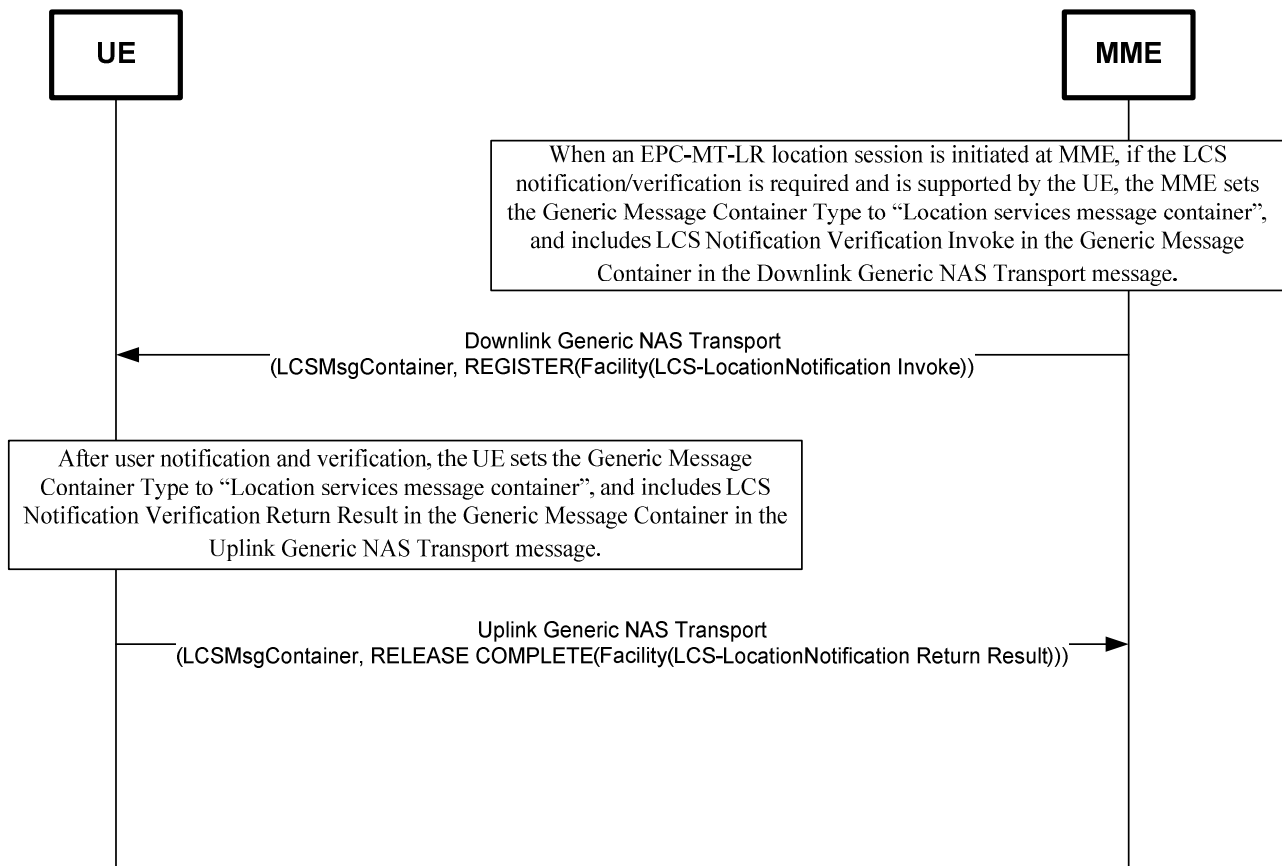 UE
MME
When an EPC-MT-LR location session is initiated at MME, if the LCS
notification/verification is required and is supported by the UE, the MME sets
the Generic Message Container Type to “Location services message container”,
and includes LCS Notification Verification Invoke in the Generic Message
Container in the Downlink Generic NAS Transport message.
Downlink Generic NAS Transport
(LCSMsgContainer, REGISTER(Facility(LCS-LocationNotification Invoke))
After user notification and verification, the UE sets the Generic Message
Container Type to “Location services message container”, and includes LCS
Notification Verification Return Result in the Generic Message Container in the
Uplink Generic NAS Transport message.
Uplink Generic NAS Transport
(LCSMsgContainer, RELEASE COMPLETE(Facility(LCS-LocationNotification Return Result)))